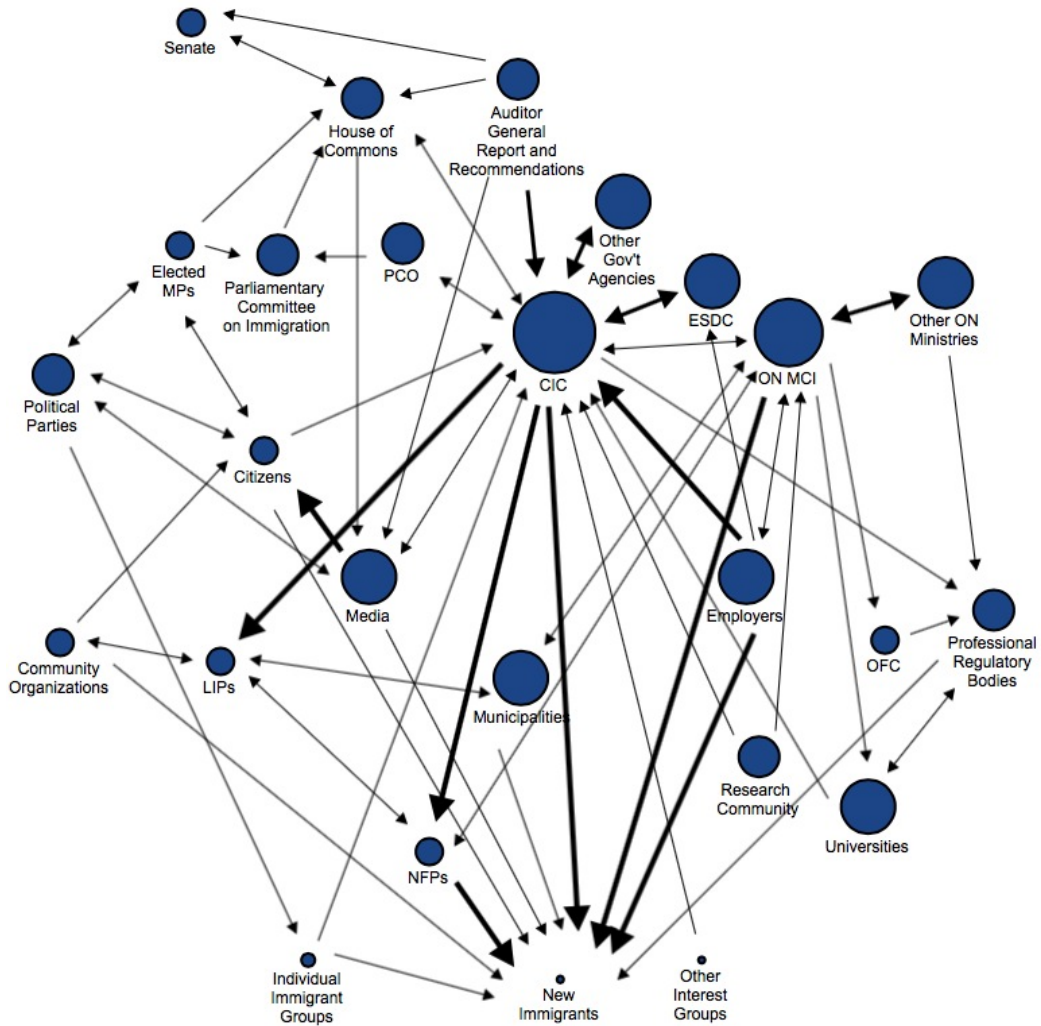 Senate
House of
Commons
Auditor
General
Report and
Recommendations
Other
Gov't
Agencies
Elected
MPs
Parliamentary
Committee
on Immigration
PCO
ESDC
Other ON
Ministries
CIC
ON MCI
Political
Parties
Citizens
Media
Employers
Community
Organizations
LIPs
Municipalities
OFC
Professional
Regulatory
Bodies
Research
Community
Universities
NFPs
Individual
Immigrant
Groups
New
Immigrants
Other
Interest
Groups